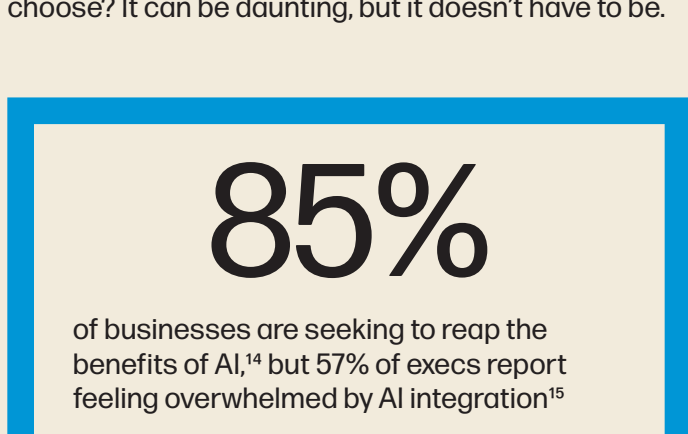 choose? It can be daunting, but it doesn’t have to be.
85%
of businesses are seeking to reap the
benefits of AI,¹⁴ but 57% of execs report
feeling overwhelmed by AI integration¹⁵